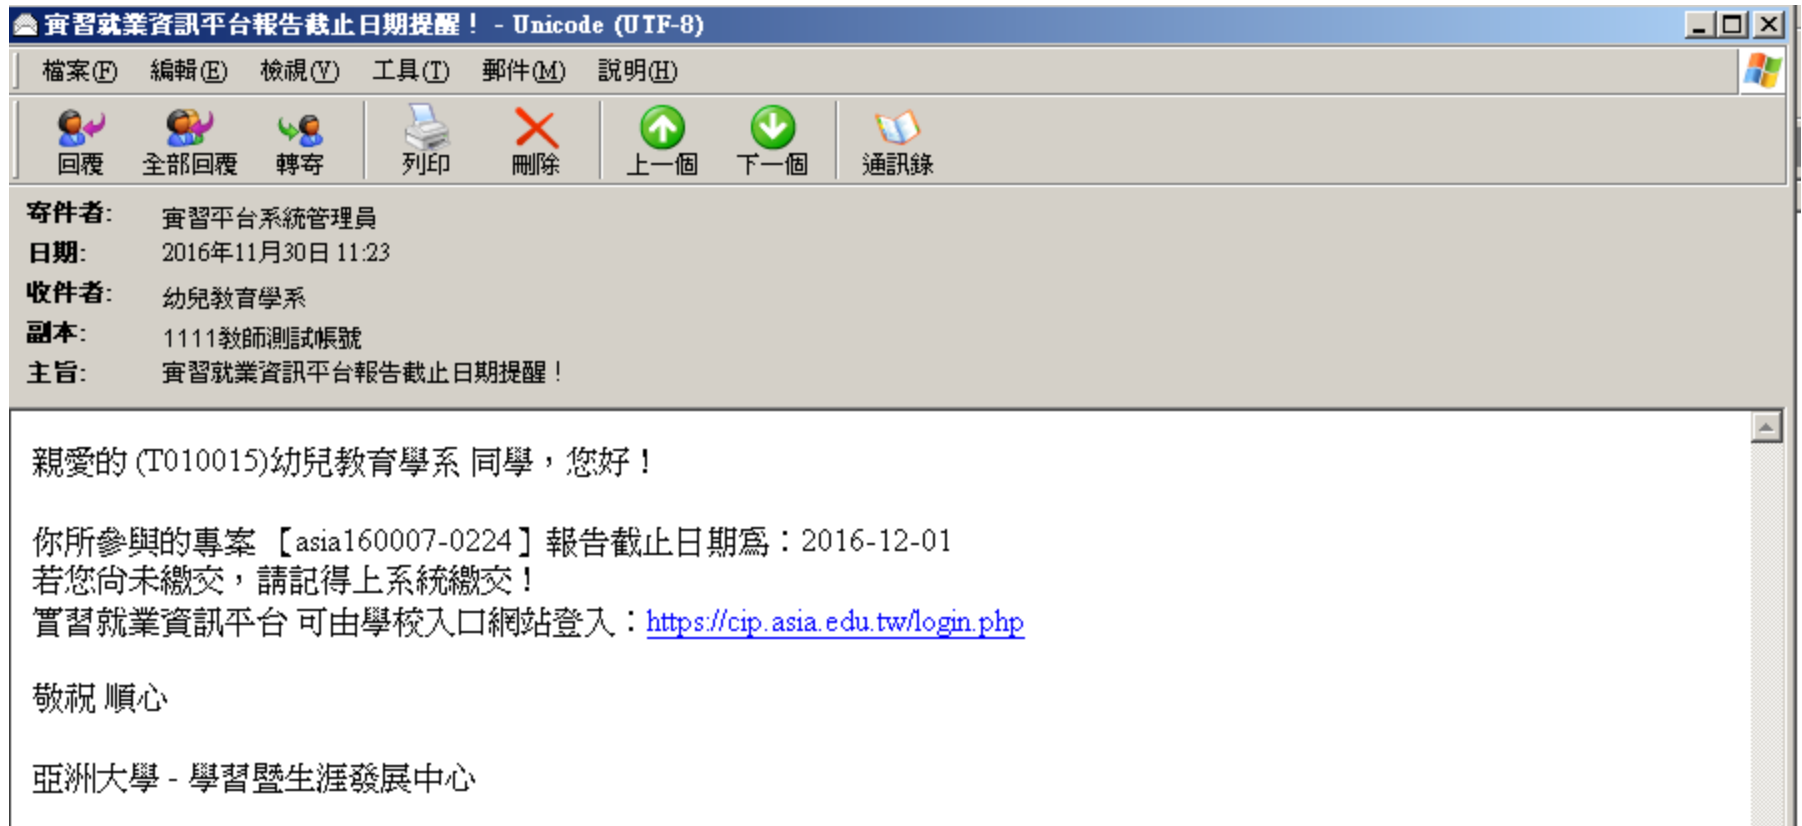 實習就業資訊平台報告截止日期提醒！ - Unicode (UTF-8)
檔案(F) 編輯(E) 檢視(V) 工具(T) 郵件(M) 說明(H)
回覆 全部回覆 轉寄 列印 刪除 上一個 下一個 通訊錄
寄件者: 實習平台系統管理員
日期: 2016年11月30日 11:23
收件者: 幼兒教育學系
副本: 1111教師測試帳號
主旨: 實習就業資訊平台報告截止日期提醒！
親愛的 (T010015)幼兒教育學系 同學，您好！
你所參與的專案 【asia160007-0224】報告截止日期為：2016-12-01
若您尚未繳交，請記得上系統繳交！
實習就業資訊平台 可由學校入口網站登入：https://cip.asia.edu.tw/login.php
敬祝 順心
亞洲大學 - 學習暨生涯發展中心